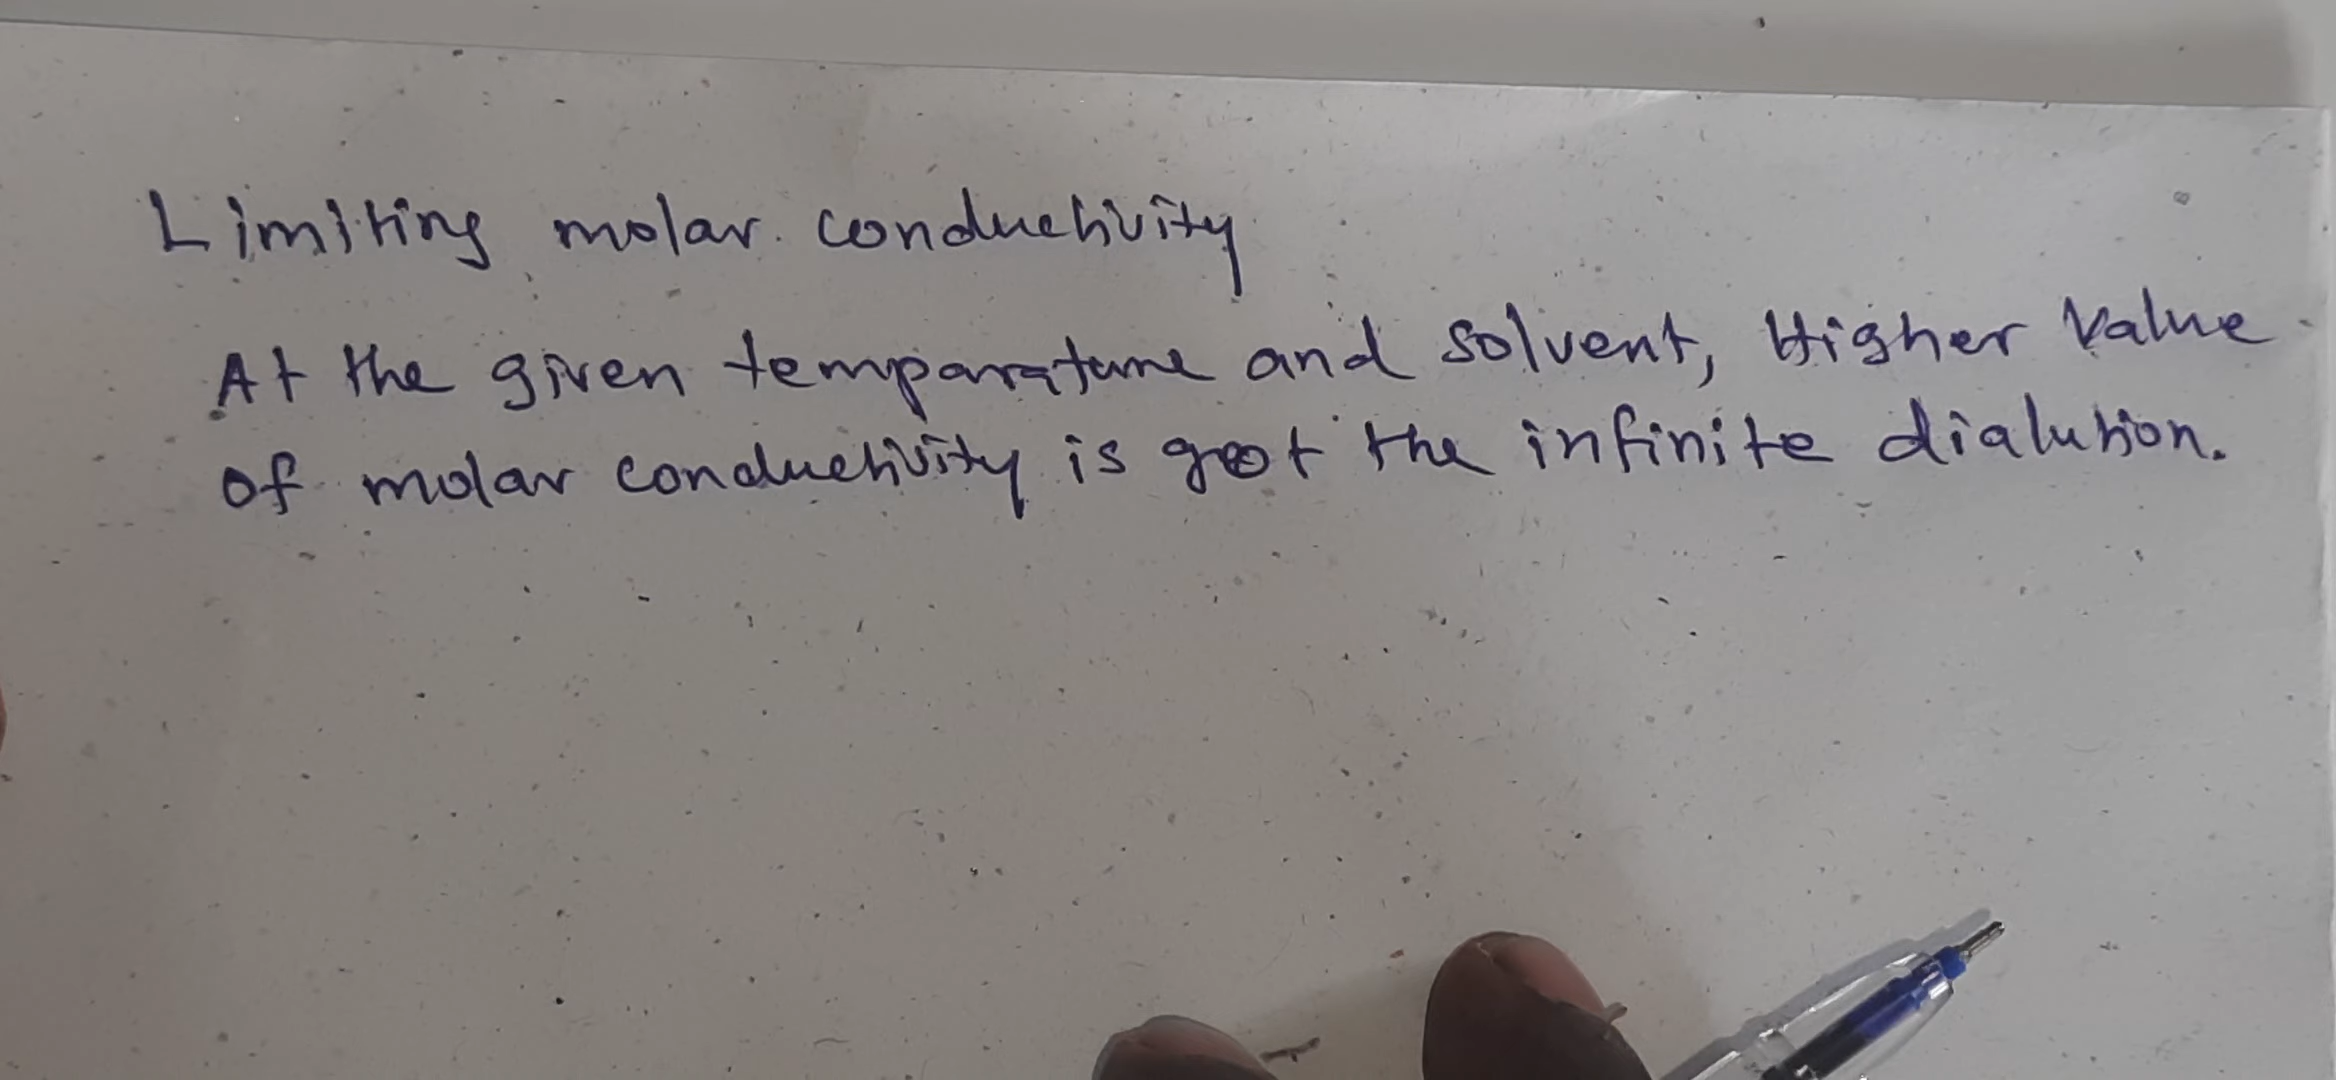 Limiting molar conductivity
At the given temparature and solvent, Higher Value
of molar conductivity is got the infinite dialution.